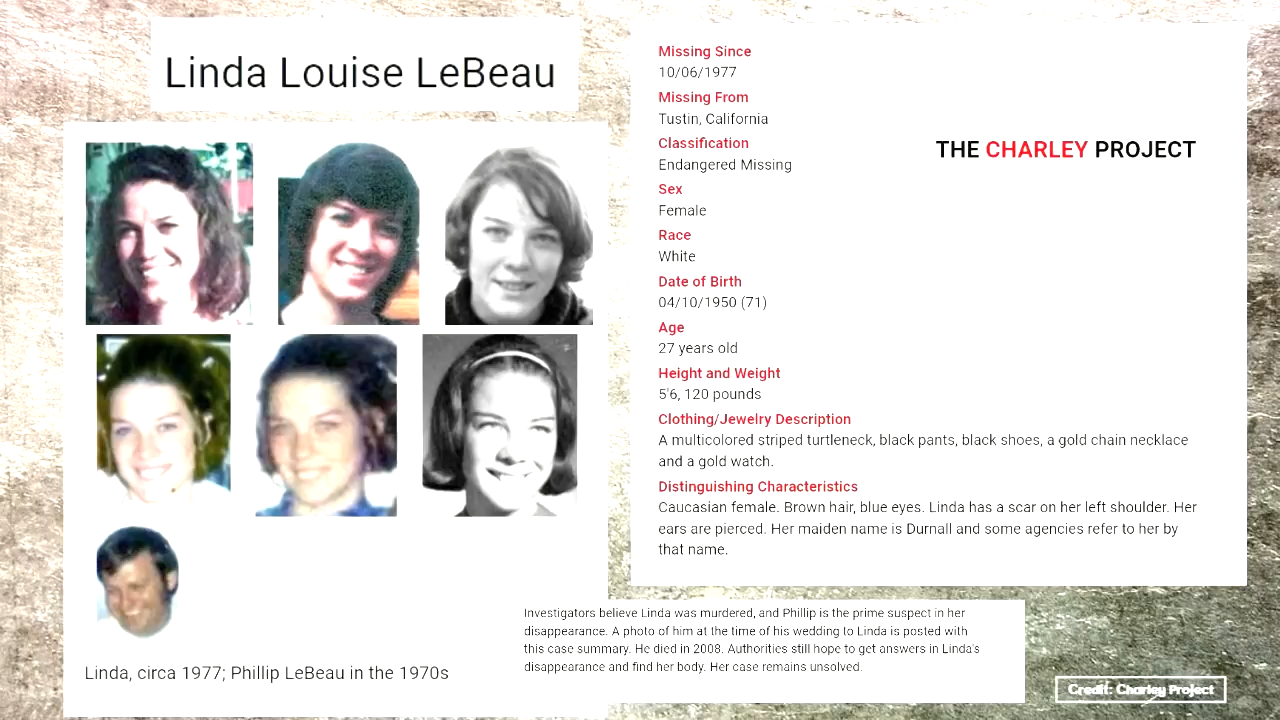 Linda Louise LeBeau
Linda, circa 1977; Phillip LeBeau in the 1970s
Missing Since
10/06/1977
Missing From
Tustin, California
Classification
Endangered Missing
Sex
Female
Race
White
Date of Birth
04/10/1950 (71)
Age
27 years old
Height and Weight
5'6, 120 pounds
Clothing/Jewelry Description
A multicolored striped turtleneck, black pants, black shoes, a gold chain necklace
and a gold watch.
Distinguishing Characteristics
Caucasian female. Brown hair, blue eyes. Linda has a scar on her left shoulder. Her
ears are pierced. Her maiden name is Durnall and some agencies refer to her by
that name.
THE CHARLEY PROJECT
Investigators believe Linda was murdered, and Phillip is the prime suspect in her
disappearance. A photo of him at the time of his wedding to Linda is posted with
this case summary. He died in 2008. Authorities still hope to get answers in Linda's
disappearance and find her body. Her case remains unsolved.
Credit: Charley Project